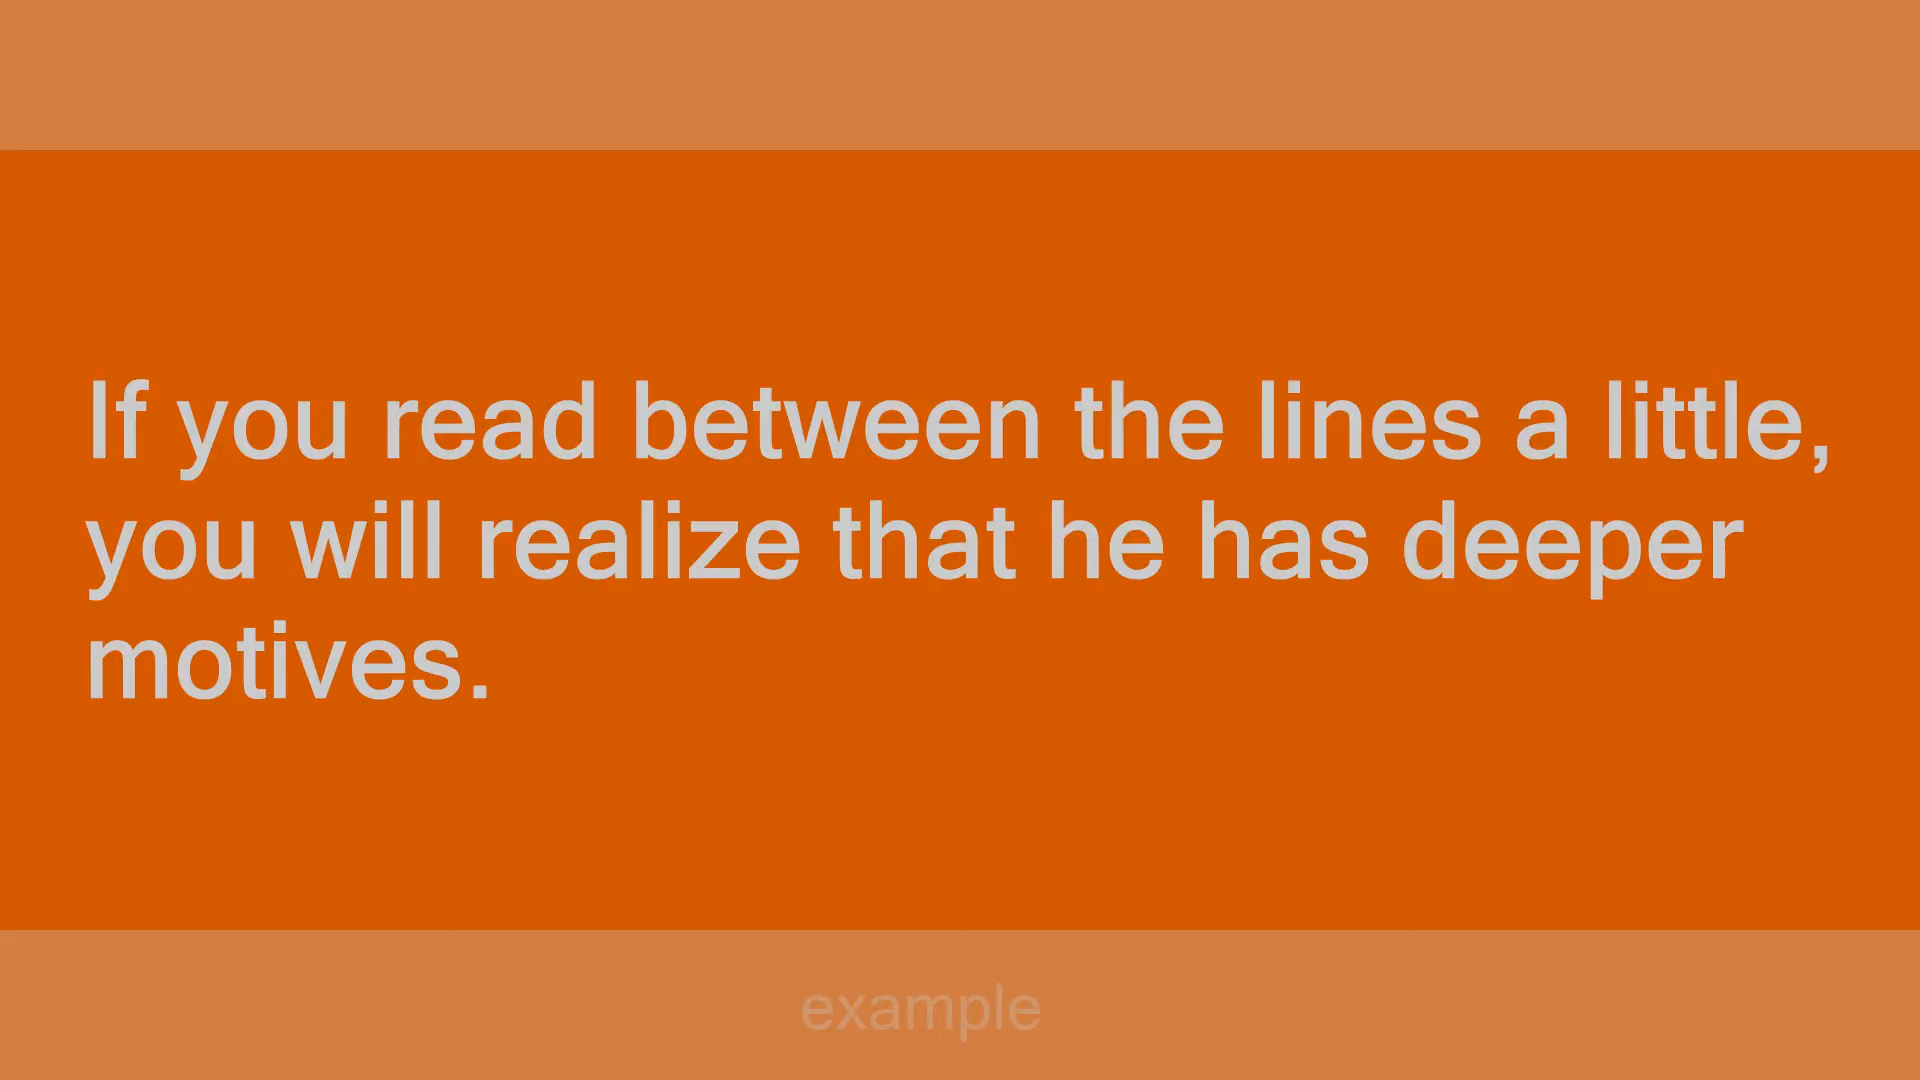 If you read between the lines a little,
you will realize that he has deeper
motives.
example